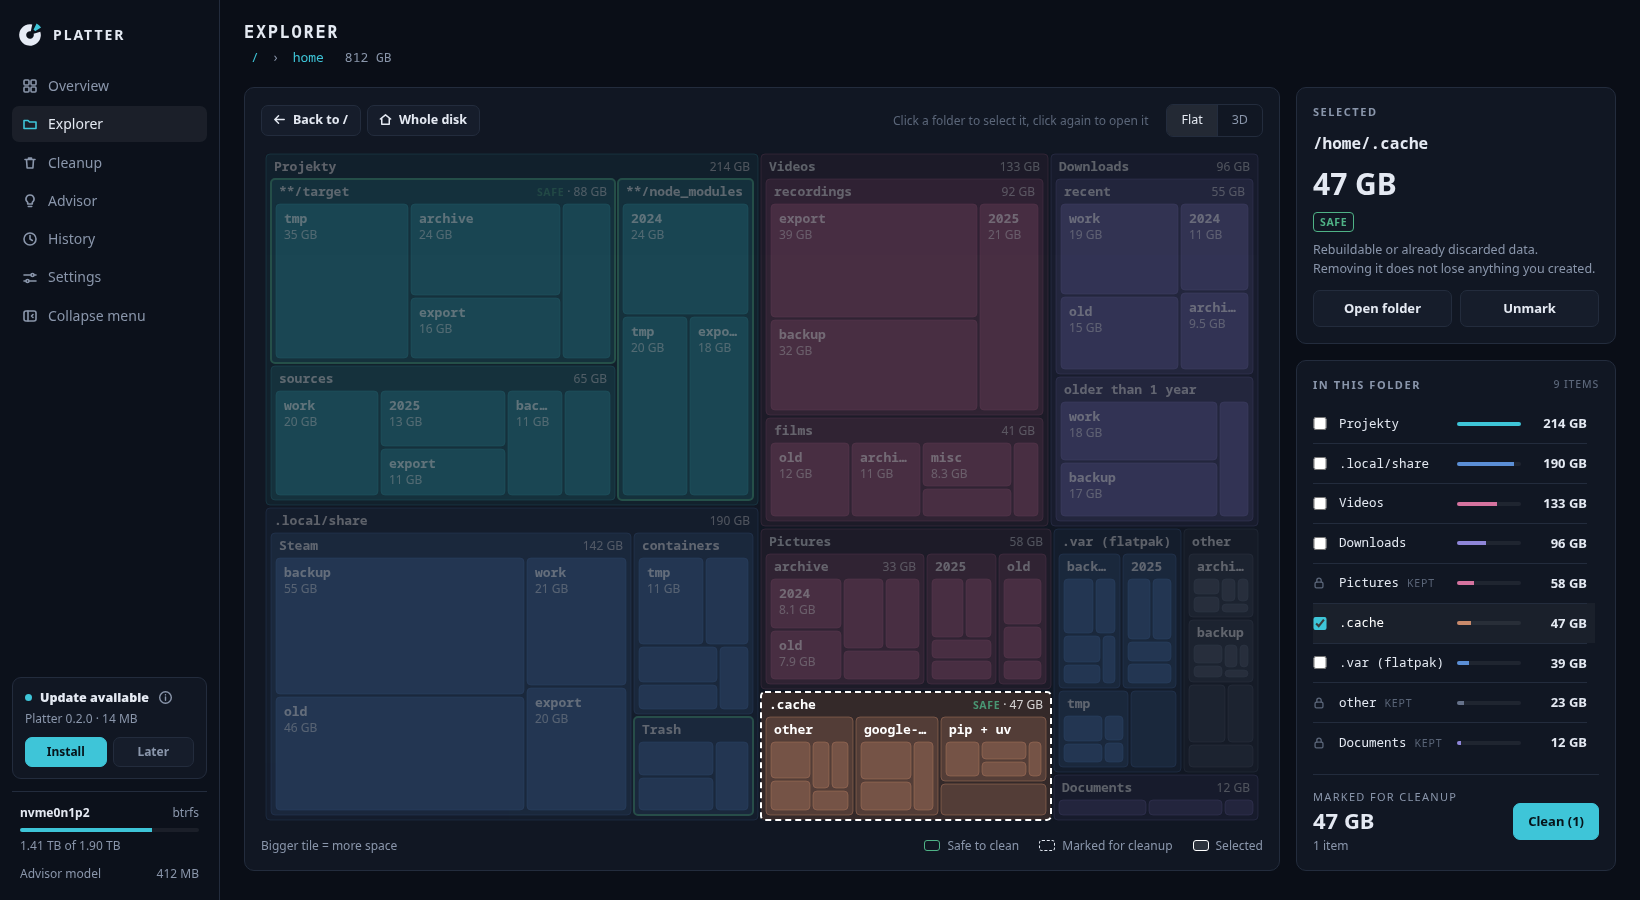 PLATTER
Overview
Explorer
Cleanup
Advisor
History
Settings
Collapse menu
Update available
Platter 0.2.0 · 14 MB
Install
Later
nvme0n1p2 btrfs
1.41 TB of 1.90 TB
Advisor model 412 MB
EXPLORER
/ › home 812 GB
Back to /
Whole disk
Click a folder to select it, click again to open it
Flat
3D
Projekty 214 GB
**/target SAFE · 88 GB
tmp
35 GB
archive
24 GB
export
16 GB
**/node_modules
2024
24 GB
tmp
20 GB
expo…
18 GB
sources 65 GB
work
20 GB
2025
13 GB
export
11 GB
bac…
11 GB
.local/share 190 GB
Steam 142 GB
backup
55 GB
old
46 GB
work
21 GB
export
20 GB
containers
tmp
11 GB
Trash
Videos 133 GB
recordings 92 GB
export
39 GB
backup
32 GB
2025
21 GB
films 41 GB
old
12 GB
archi…
11 GB
misc
8.3 GB
Downloads 96 GB
recent 55 GB
work
19 GB
2024
11 GB
old
15 GB
archi…
9.5 GB
older than 1 year
work
18 GB
backup
17 GB
Pictures 58 GB
archive 33 GB
2024
8.1 GB
old
7.9 GB
2025
old
.var (flatpak)
back…
2025
tmp
other
archi…
backup
.cache SAFE · 47 GB
other
google-…
pip + uv
Documents 12 GB
Bigger tile = more space
Safe to clean
Marked for cleanup
Selected
SELECTED
/home/.cache
47 GB
SAFE
Rebuildable or already discarded data.
Removing it does not lose anything you created.
Open folder
Unmark
IN THIS FOLDER 9 ITEMS
Projekty 214 GB
.local/share 190 GB
Videos 133 GB
Downloads 96 GB
Pictures KEPT 58 GB
.cache 47 GB
.var (flatpak) 39 GB
other KEPT 23 GB
Documents KEPT 12 GB
MARKED FOR CLEANUP
47 GB
1 item
Clean (1)